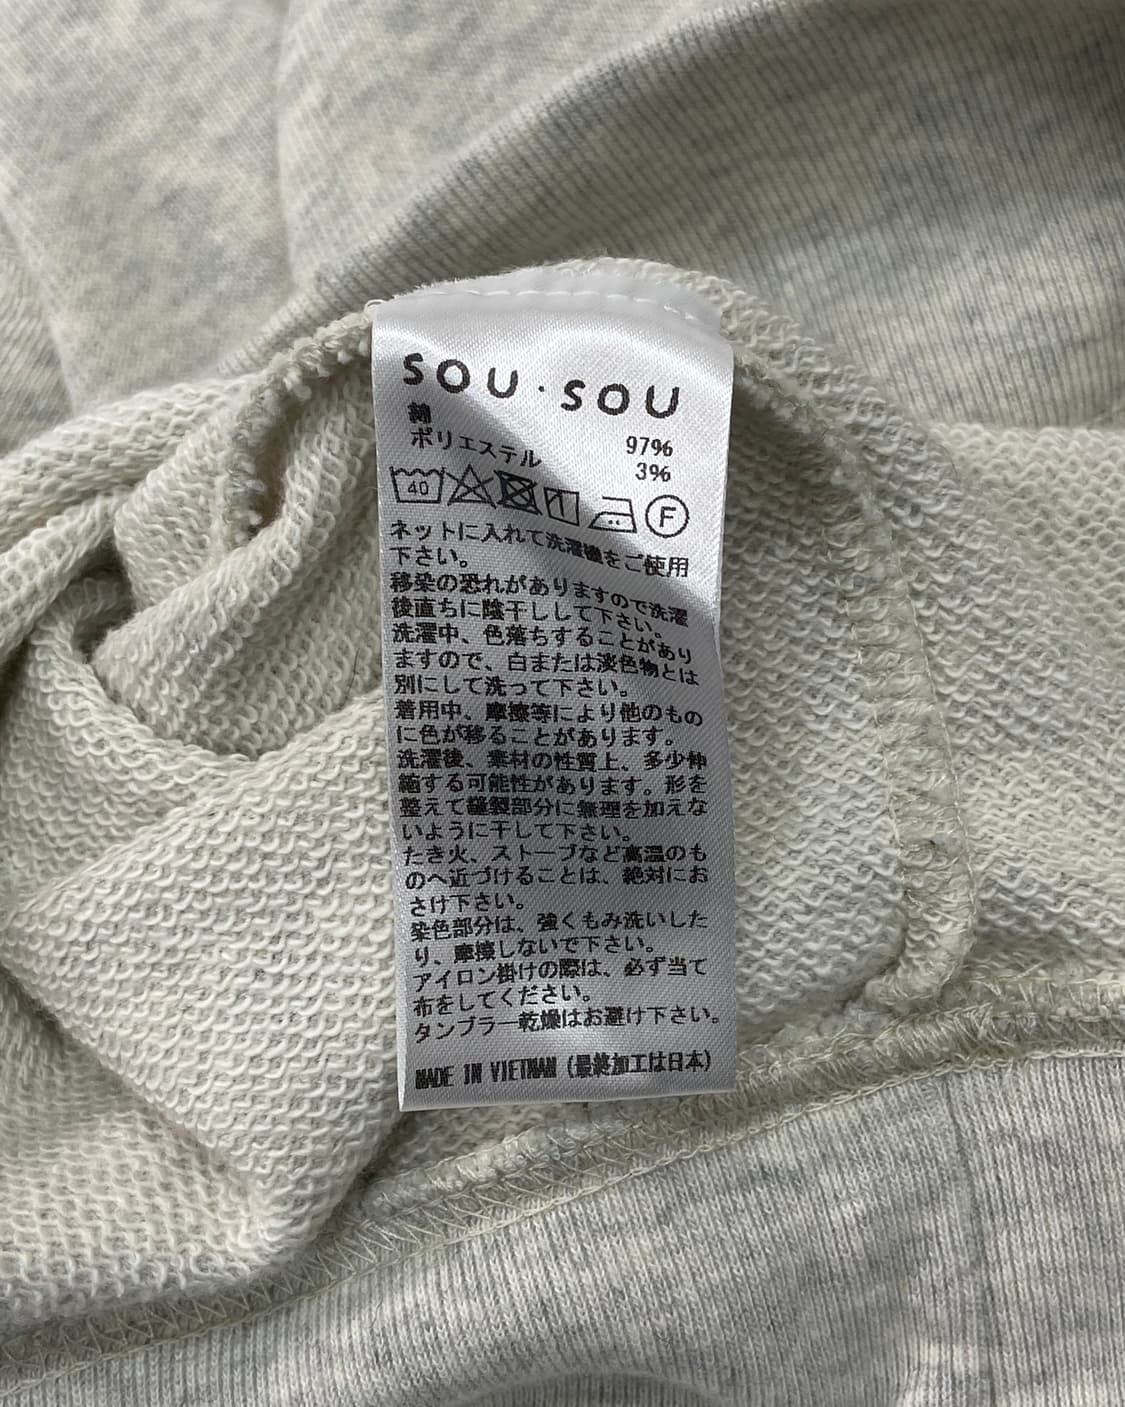 SOU・SOU
綿 97%
ポリエステル 3%
40 F
ネットに入れて洗濯機をご使用
下さい。
移染の恐れがありますので洗濯
後直ちに陰干しして下さい。
洗濯中、色落ちすることがあり
ますので、白または淡色物とは
別にして洗って下さい。
着用中、摩擦等により他のもの
に色が移ることがあります。
洗濯後、素材の性質上、多少伸
縮する可能性があります。形を
整えて縫製部分に無理を加えな
いように干して下さい。
たき火、ストーブなど高温のも
のへ近づけることは、絶対にお
さけ下さい。
染色部分は、強くもみ洗いした
り、摩擦しないで下さい。
アイロン掛けの際は、必ず当て
布をしてください。
タンブラー乾燥はお避け下さい。
MADE IN VIETNAM (最終加工は日本)